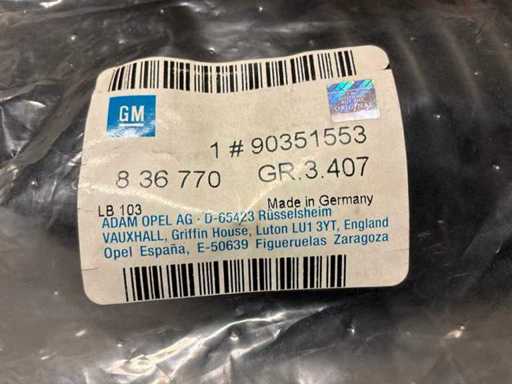 GM
ORIGINAL
1 # 90351553
8 36 770 GR.3.407
LB 103 Made in Germany
ADAM OPEL AG · D-65423 Rüsselsheim
VAUXHALL, Griffin House, Luton LU1 3YT, England
Opel España, E-50639 Figueruelas Zaragoza